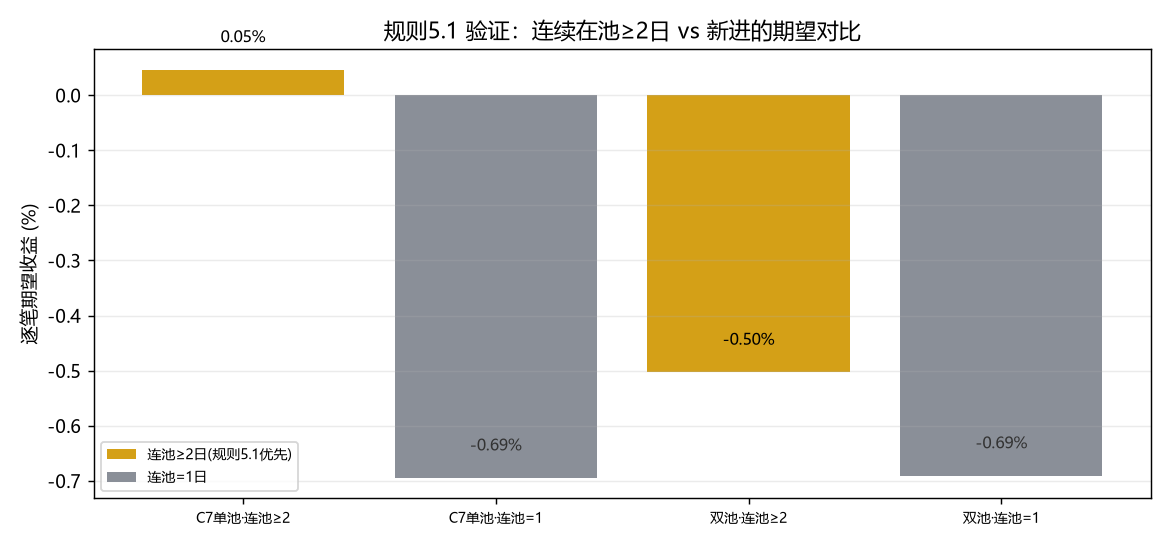 规则5.1 验证：连续在池≥2日 vs 新进的期望对比
0.05%
逐笔期望收益 (%)
0.0
-0.1
-0.2
-0.3
-0.4
-0.5
-0.6
-0.7
-0.69%
-0.50%
-0.69%
连池≥2日(规则5.1优先)
连池=1日
C7单池·连池≥2
C7单池·连池=1
双池·连池≥2
双池·连池=1